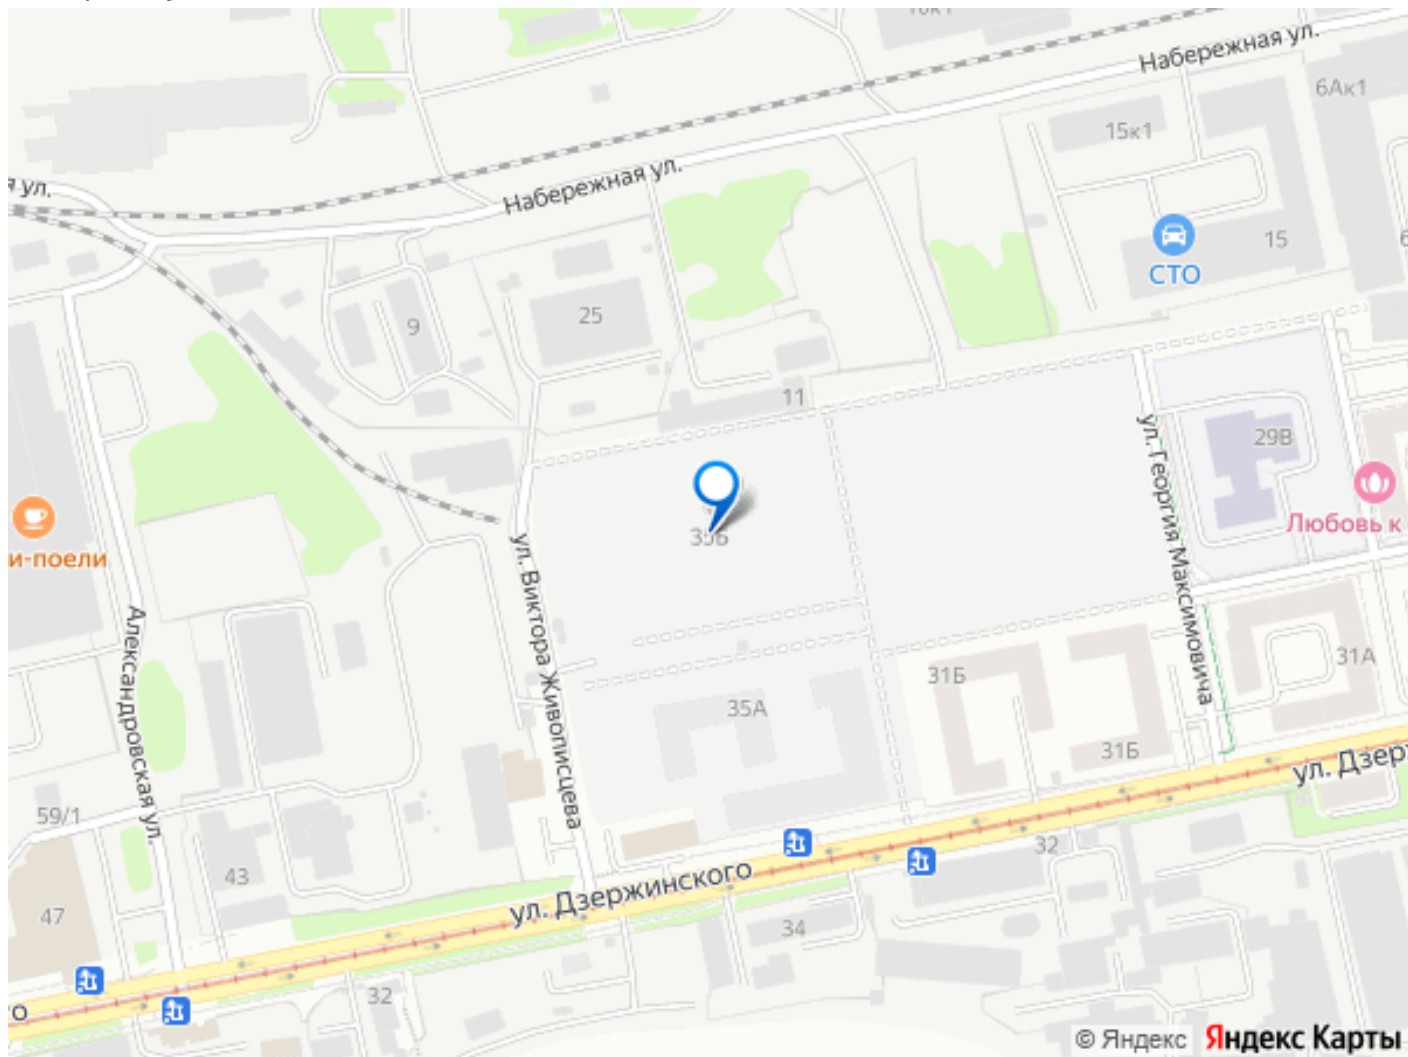 Набережная ул.
6Ак1
15к1
я ул.
Набережная ул.
15
СТО
25
9
11
29В
ул. Георгия Максимовича
35Б
Любовь к
и-поели
ул. Виктора Живописцева
Александровская ул.
31Б
31А
35А
31Б
ул. Дзер
59/1
43
32
ул. Дзержинского
47
34
32
го
© Яндекс
Яндекс Карты